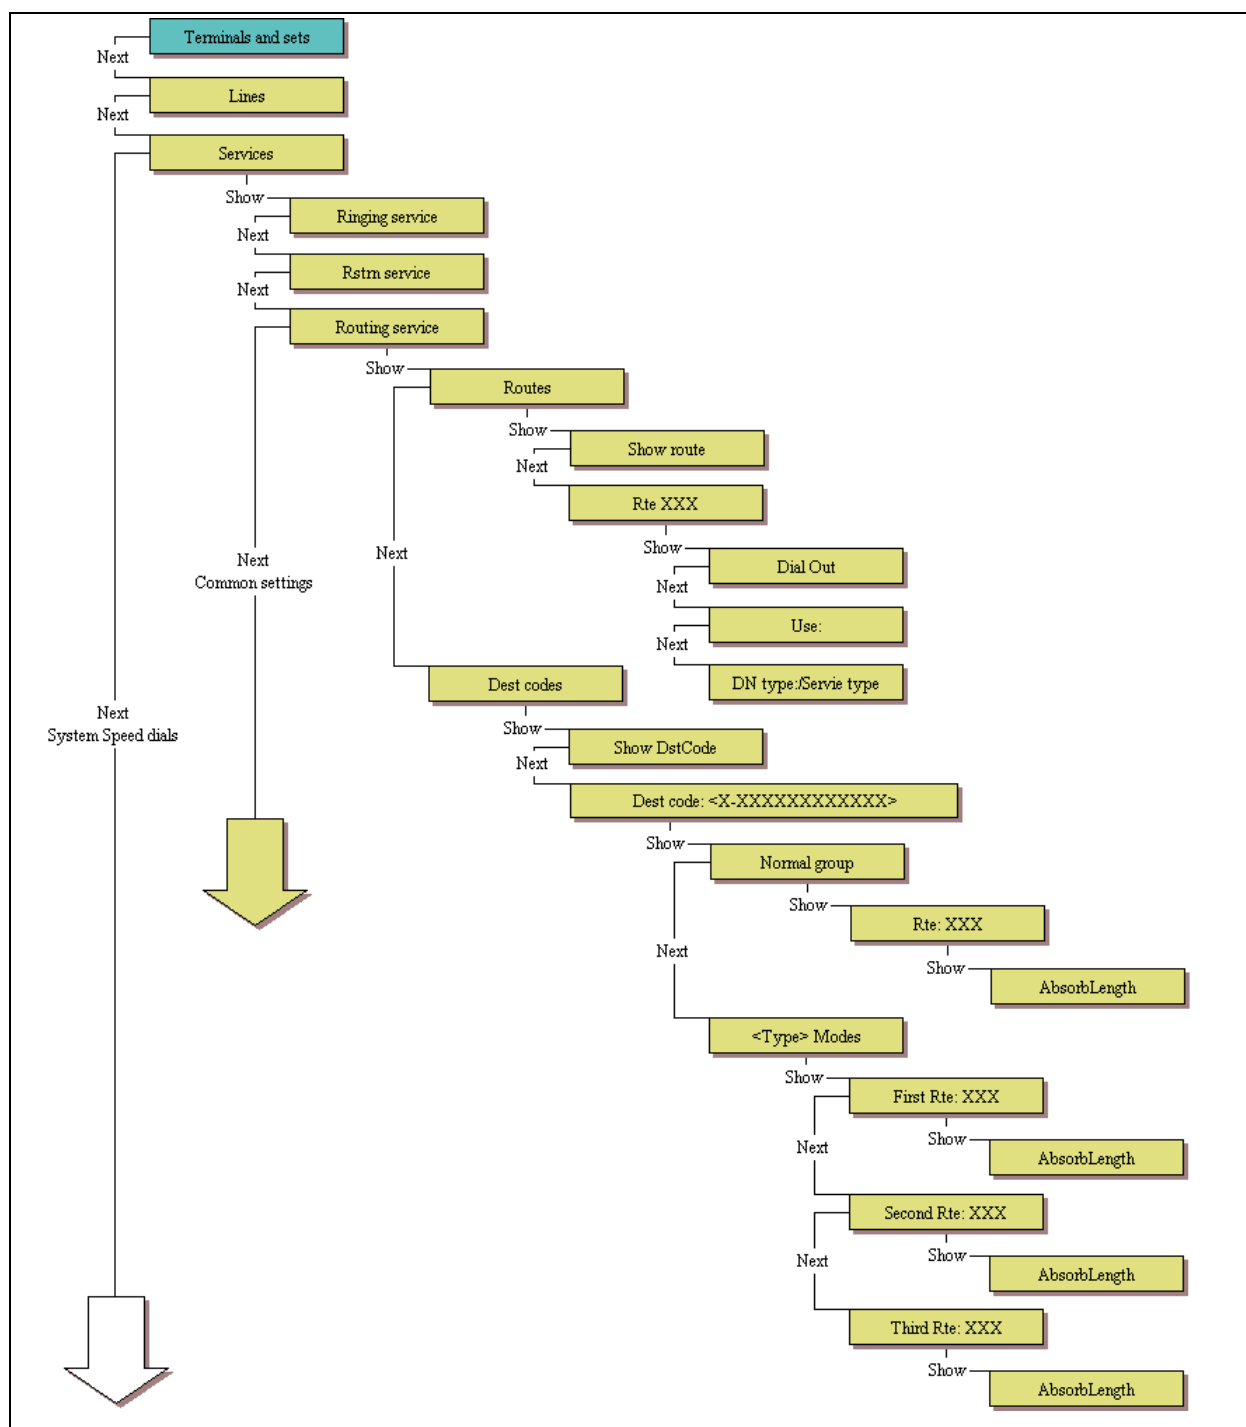 Terminals and sets
Next
Lines
Next
Services
Show
Ringing service
Next
Rstrn service
Next
Routing service
Show
Routes
Show
Show route
Next
Rte XXX
Show
Next
Next
Common settings
Dial Out
Next
Use:
Next
DN type:/Servie type
Dest codes
Next
System Speed dials
Show
Show DstCode
Next
Dest code: <X-XXXXXXXXXXXX>
Show
Normal group
Show
Rte: XXX
Next
Show
AbsorbLength
<Type> Modes
Show
First Rte: XXX
Show
Next
AbsorbLength
Second Rte: XXX
Show
Next
AbsorbLength
Third Rte: XXX
Show
AbsorbLength